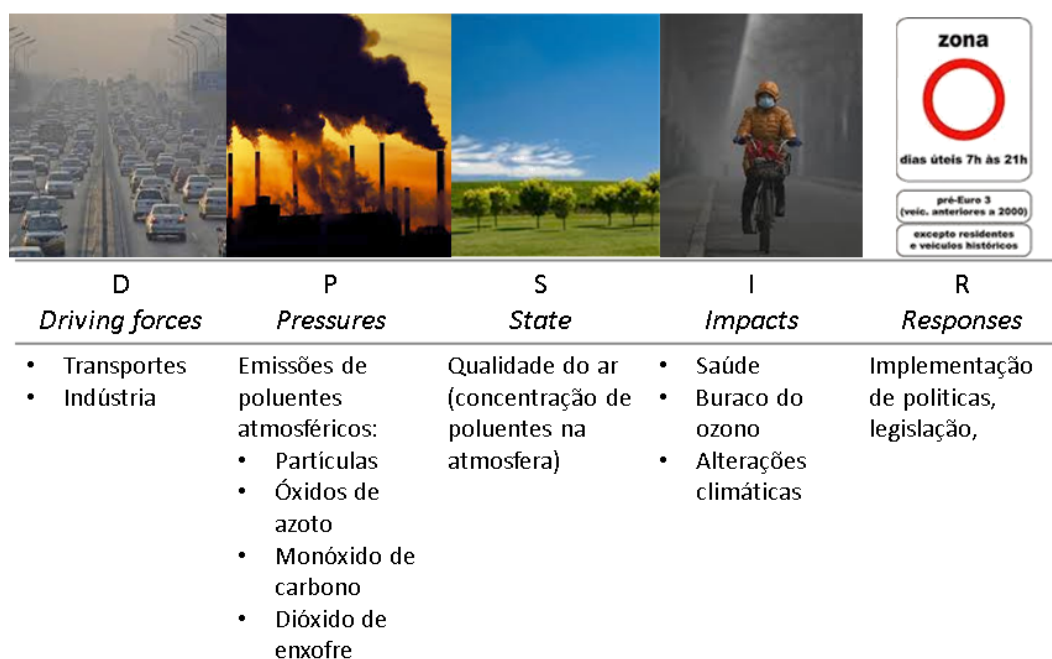 zona
dias úteis 7h às 21h
pré-Euro 3
(veic. anteriores a 2000)
excepto residentes
e veículos históricos
D
Driving forces
• Transportes
• Indústria
P
Pressures
Emissões de
poluentes
atmosféricos:
• Partículas
• Óxidos de
azoto
• Monóxido de
carbono
• Dióxido de
enxofre
S
State
Qualidade do ar
(concentração de
poluentes na
atmosfera)
I
Impacts
• Saúde
• Buraco do
ozono
• Alterações
climáticas
R
Responses
Implementação
de politicas,
legislação,